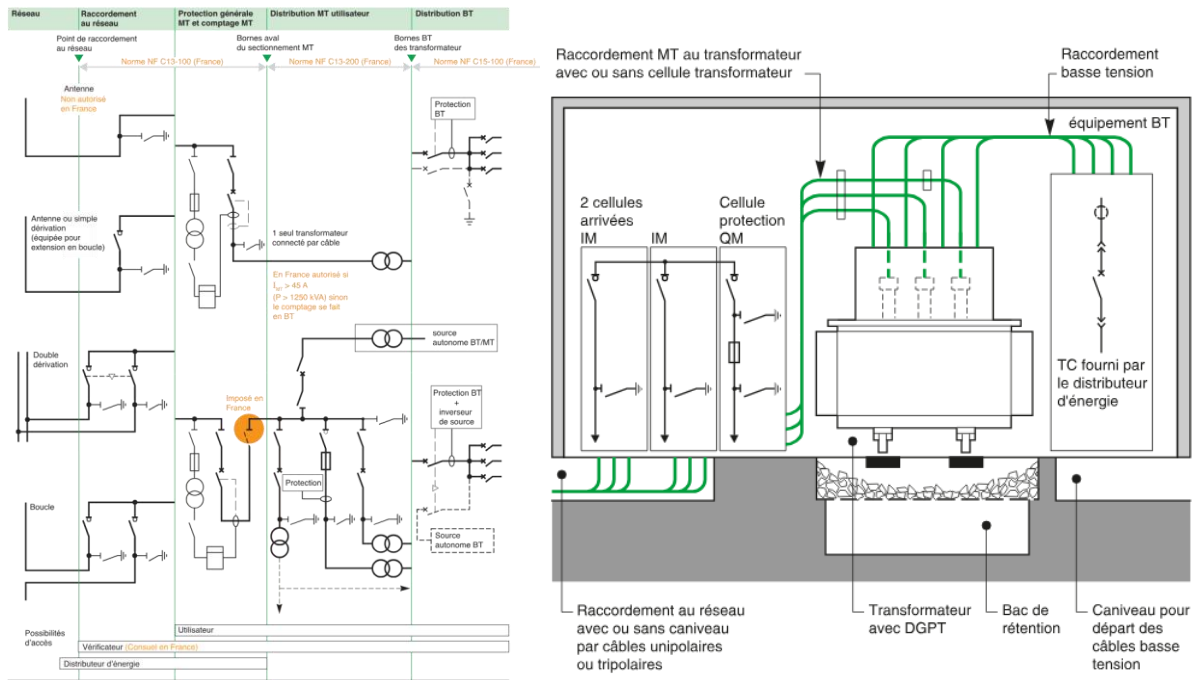 Réseau
Raccordement
au réseau
Protection générale
MT et comptage MT
Distribution MT utilisateur
Distribution BT
Point de raccordement
au réseau
Bornes aval
du sectionnement MT
Bornes BT
des transformateur
Norme NF C13-100 (France)
Norme NF C13-200 (France)
Norme NF C15-100 (France)
Antenne
Non autorisé
en France
Protection
BT
Antenne ou simple
dérivation
(équipée pour
extension en boucle)
1 seul transformateur
connecté par câble
En France autorisé si
IMT > 45 A
(P > 1250 kVA) sinon
le comptage se fait
en BT
source
autonome BT/MT
Double
dérivation
Imposé en
France
Protection BT
+
inverseur
de source
Protection
Boucle
Source
autonome BT
Possibilités
d'accès
Utilisateur
Vérificateur (Consuel en France)
Distributeur d'énergie
Raccordement MT au transformateur
avec ou sans cellule transformateur
Raccordement
basse tension
équipement BT
2 cellules
arrivées
IM
IM
Cellule
protection
QM
TC fourni par
le distributeur
d'énergie
Raccordement au réseau
avec ou sans caniveau
par câbles unipolaires
ou tripolaires
Transformateur
avec DGPT
Bac de
rétention
Caniveau pour
départ des
câbles basse
tension